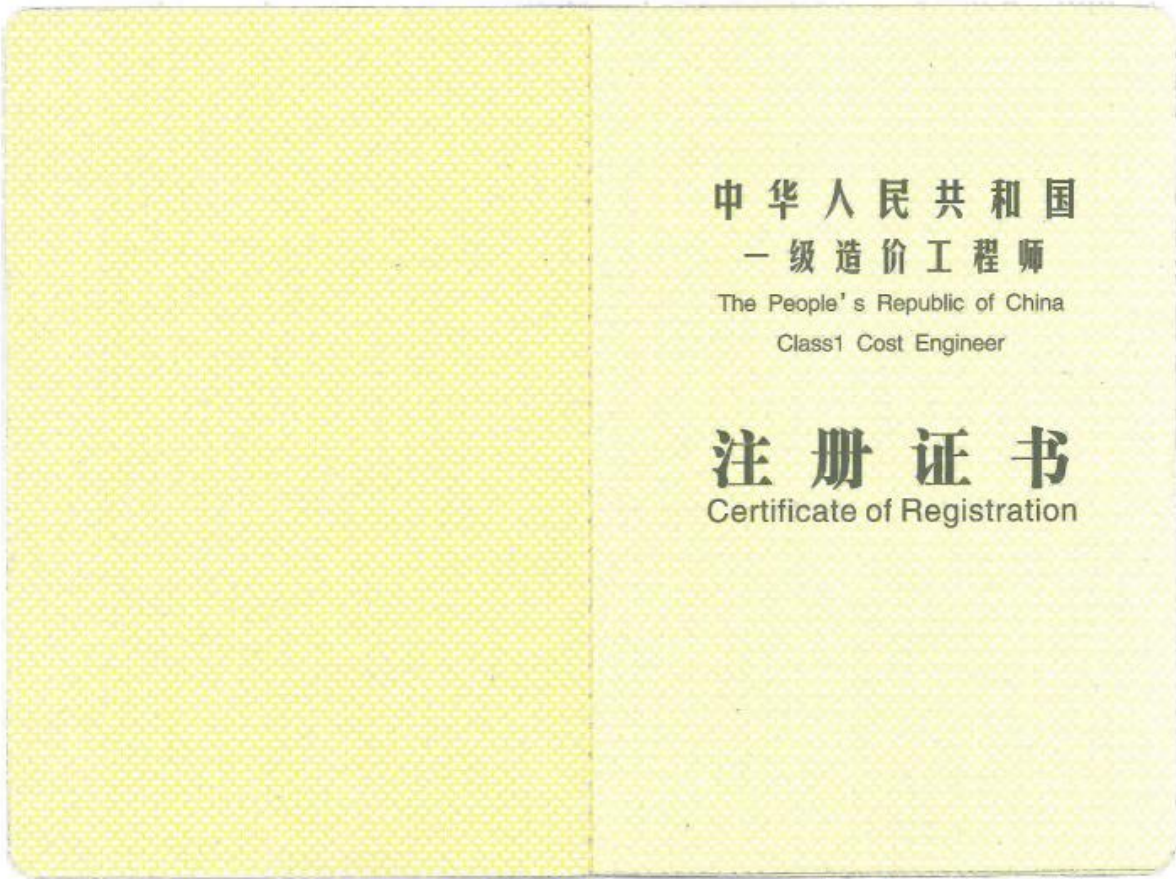 中华人民共和国
一级造价工程师
The People's Republic of China
Class1 Cost Engineer
注册证书
Certificate of Registration